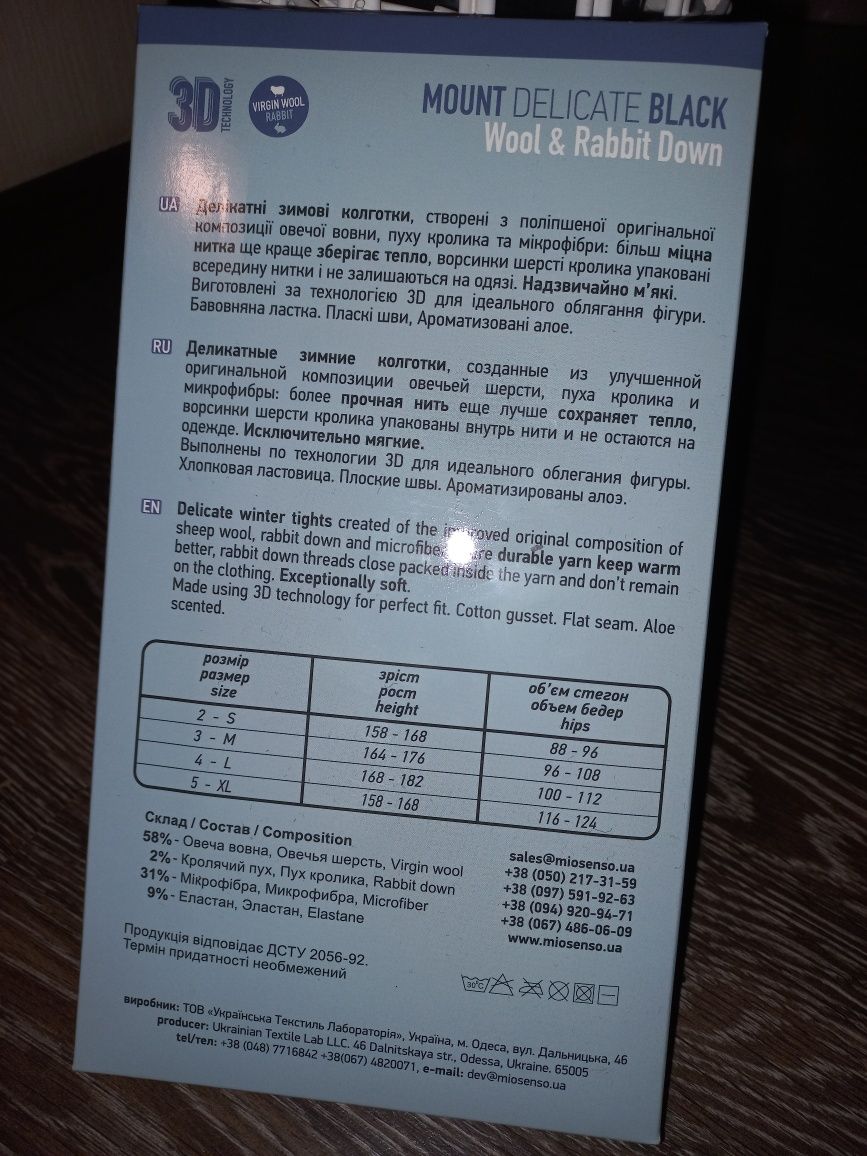 3D TECHNOLOGY
VIRGIN WOOL
RABBIT
MOUNT DELICATE BLACK
Wool & Rabbit Down
UA Делікатні зимові колготки, створені з поліпшеної оригінальної
композиції овечої вовни, пуху кролика та мікрофібри: більш міцна
нитка ще краще зберігає тепло, ворсинки шерсті кролика упаковані
всередину нитки і не залишаються на одязі. Надзвичайно м'які.
Виготовлені за технологією 3D для ідеального облягання фігури.
Бавовняна ластка. Пласкі шви, Ароматизовані алое.
RU Деликатные зимние колготки, созданные из улучшенной
оригинальной композиции овечьей шерсти, пуха кролика и
микрофибры: более прочная нить еще лучше сохраняет тепло,
ворсинки шерсти кролика упакованы внутрь нити и не остаются на
одежде. Исключительно мягкие.
Выполнены по технологии 3D для идеального облегания фигуры.
Хлопковая ластовица. Плоские швы. Ароматизированы алоэ.
EN Delicate winter tights created of the improved original composition of
sheep wool, rabbit down and microfiber durable yarn keep warm
better, rabbit down threads close packed inside the yarn and don't remain
on the clothing. Exceptionally soft.
Made using 3D technology for perfect fit. Cotton gusset. Flat seam. Aloe
scented.
розмір зріст об'єм стегон
размер рост объем бедер
size height hips
2 - S 158 - 168 88 - 96
3 - M 164 - 176 96 - 108
4 - L 168 - 182 100 - 112
5 - XL 158 - 168 116 - 124
Склад / Состав / Composition
58% - Овеча вовна, Овечья шерсть, Virgin wool
2% - Кролячий пух, Пух кролика, Rabbit down
31% - Мікрофібра, Микрофибра, Microfiber
9% - Еластан, Эластан, Elastane
sales@miosenso.ua
+38 (050) 217-31-59
+38 (097) 591-92-63
+38 (094) 920-94-71
+38 (067) 486-06-09
www.miosenso.ua
Продукція відповідає ДСТУ 2056-92.
Термін придатності необмежений
30°C
виробник: ТОВ «Українська Текстиль Лабораторія», Україна, м. Одеса, вул. Дальницька, 46
producer: Ukrainian Textile Lab LLC. 46 Dalnitskaya str., Odessa, Ukraine. 65005
tel/тел: +38 (048) 7716842 +38(067) 4820071, e-mail: dev@miosenso.ua